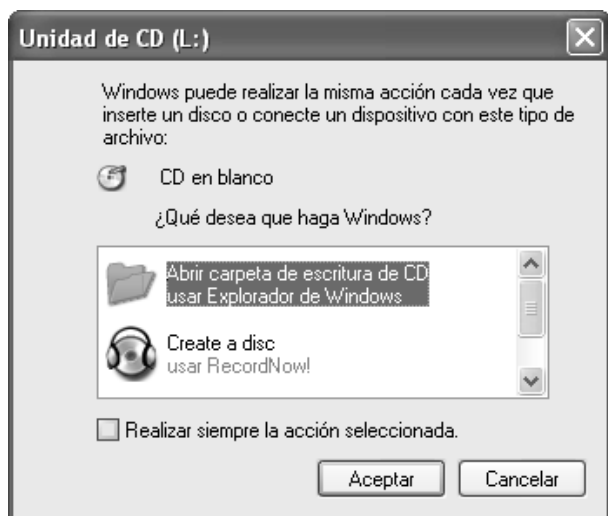 Unidad de CD (L:)
Windows puede realizar la misma acción cada vez que
inserte un disco o conecte un dispositivo con este tipo de
archivo:
CD en blanco
¿Qué desea que haga Windows?
Abrir carpeta de escritura de CD
usar Explorador de Windows
Create a disc
usar RecordNow!
Realizar siempre la acción seleccionada.
Aceptar
Cancelar